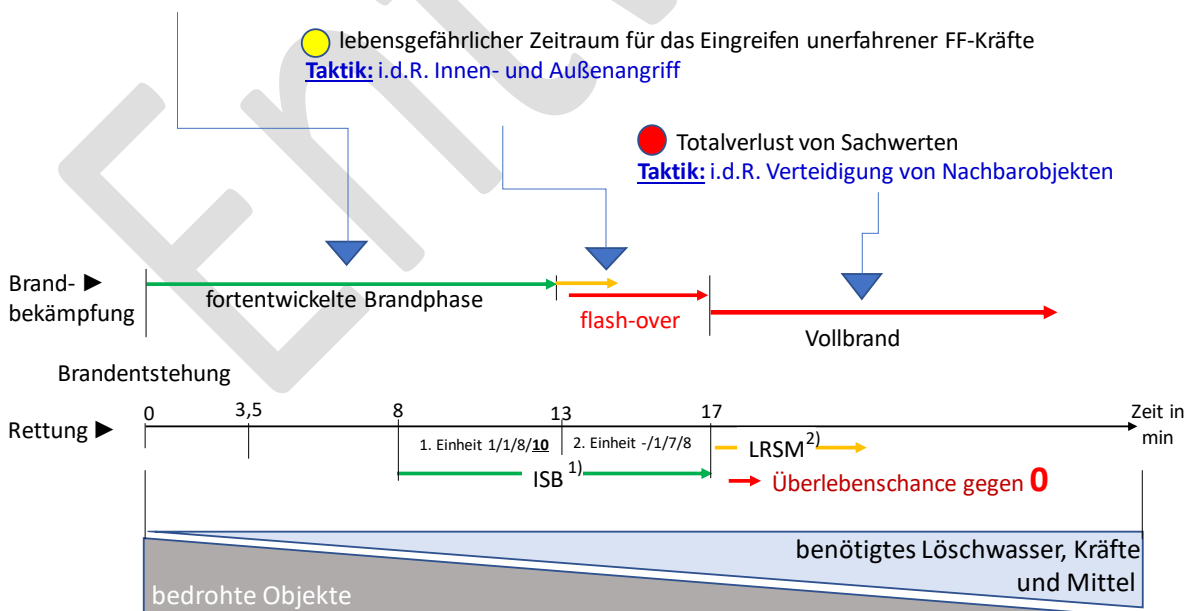 lebensgefährlicher Zeitraum für das Eingreifen unerfahrener FF-Kräfte
Taktik: i.d.R. Innen- und Außenangriff
Totalverlust von Sachwerten
Taktik: i.d.R. Verteidigung von Nachbarobjekten
Brand- ►
bekämpfung
fortentwickelte Brandphase
flash-over
Vollbrand
Brandentstehung
Rettung ►
0 3,5 8 13 17 Zeit in
min
1. Einheit 1/1/8/10 2. Einheit -/1/7/8
LRSM 2)
ISB 1)
Überlebenschance gegen 0
benötigtes Löschwasser, Kräfte
und Mittel
bedrohte Objekte